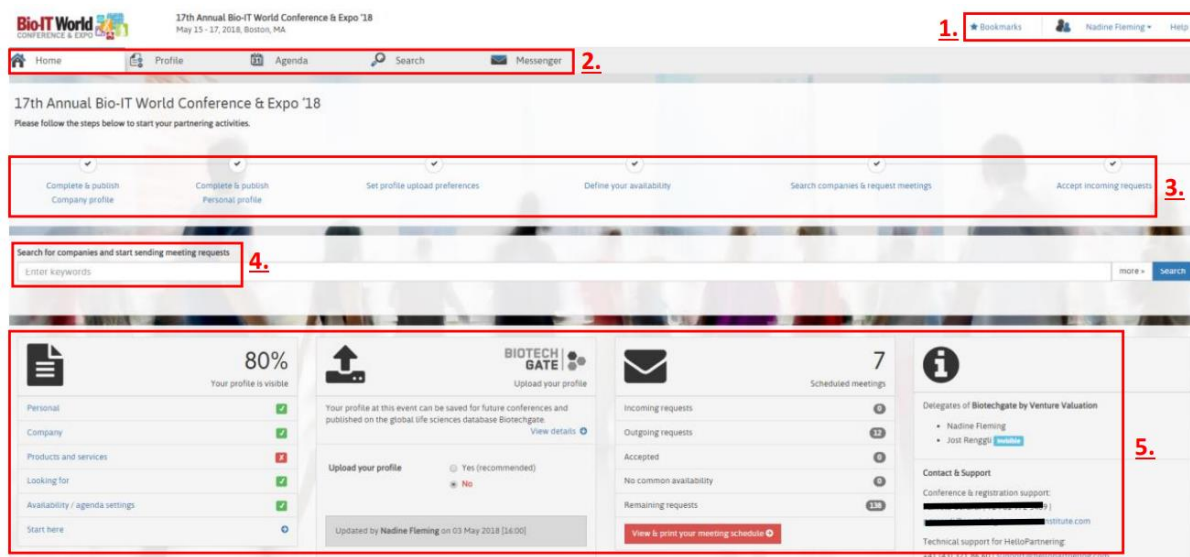 Bio-IT World
CONFERENCE & EXPO '18
17th Annual Bio-IT World Conference & Expo '18
May 15 - 17, 2018, Boston, MA
1.
Bookmarks
Nadine Fleming
Help
Home
Profile
Agenda
Search
Messenger
2.
17th Annual Bio-IT World Conference & Expo '18
Please follow the steps below to start your partnering activities.
Complete & publish
Company profile
Complete & publish
Personal profile
Set profile upload preferences
Define your availability
Search companies & request meetings
Accept incoming requests
3.
Search for companies and start sending meeting requests
4.
Enter keywords
more »
Search
80%
Your profile is visible
Personal
Company
Products and services
Looking for
Availability / agenda settings
Start here
BIOTECH
GATE
Upload your profile
Your profile at this event can be saved for future conferences and
published on the global life sciences database Biotechgate.
View details
Upload your profile
Yes (recommended)
No
Updated by Nadine Fleming on 03 May 2018 [16:00]
7
Scheduled meetings
Incoming requests 0
Outgoing requests 12
Accepted 0
No common availability 0
Remaining requests 138
View & print your meeting schedule
Delegates of Biotechgate by Venture Valuation
Nadine Fleming
Jost Renggli
5.
Contact & Support
Conference & registration support:
nstitute.com
Technical support for HelloPartnering: